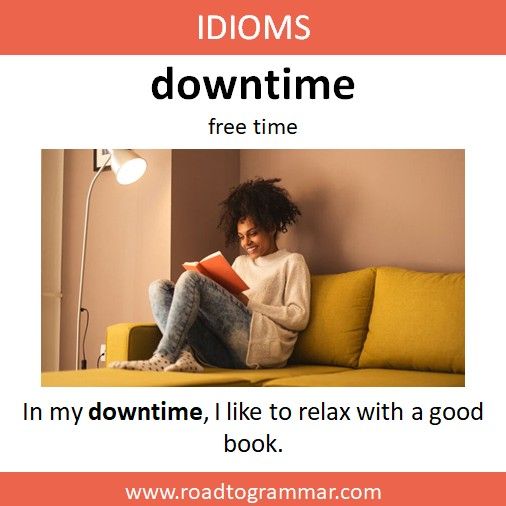 IDIOMS
downtime
free time
In my downtime, I like to relax with a good
book.
www.roadtogrammar.com